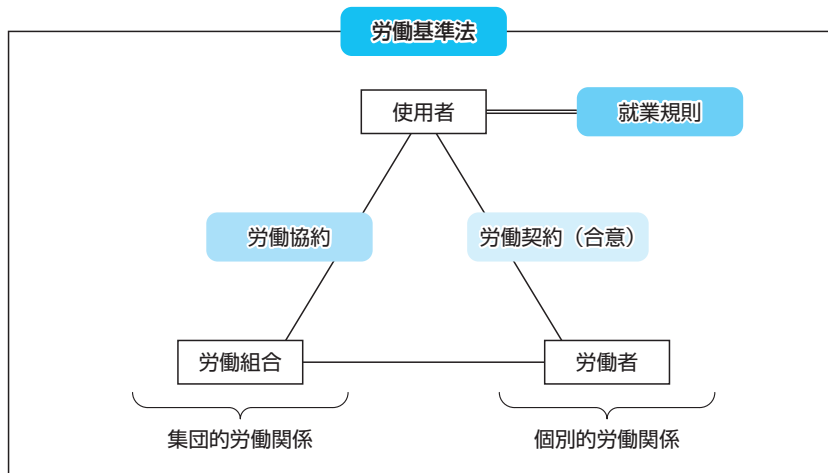 労働基準法
使用者
就業規則
労働協約
労働契約（合意）
労働組合
労働者
集団的労働関係
個別的労働関係